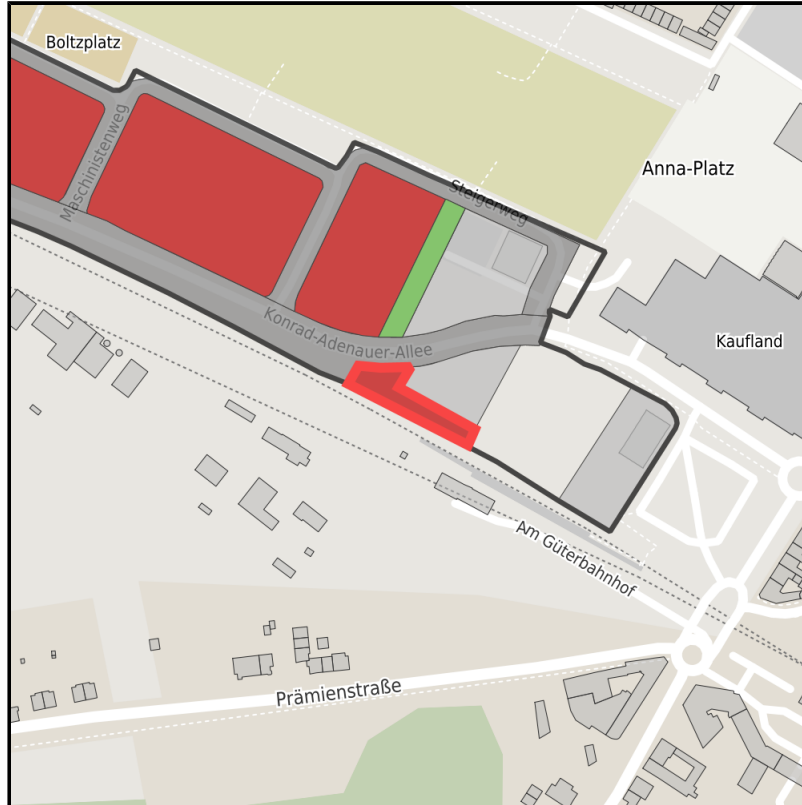 Boltzplatz
Maschinistenweg
Steigerweg
Anna-Platz
Konrad-Adenauer-Allee
Kaufland
Am Güterbahnhof
Prämienstraße